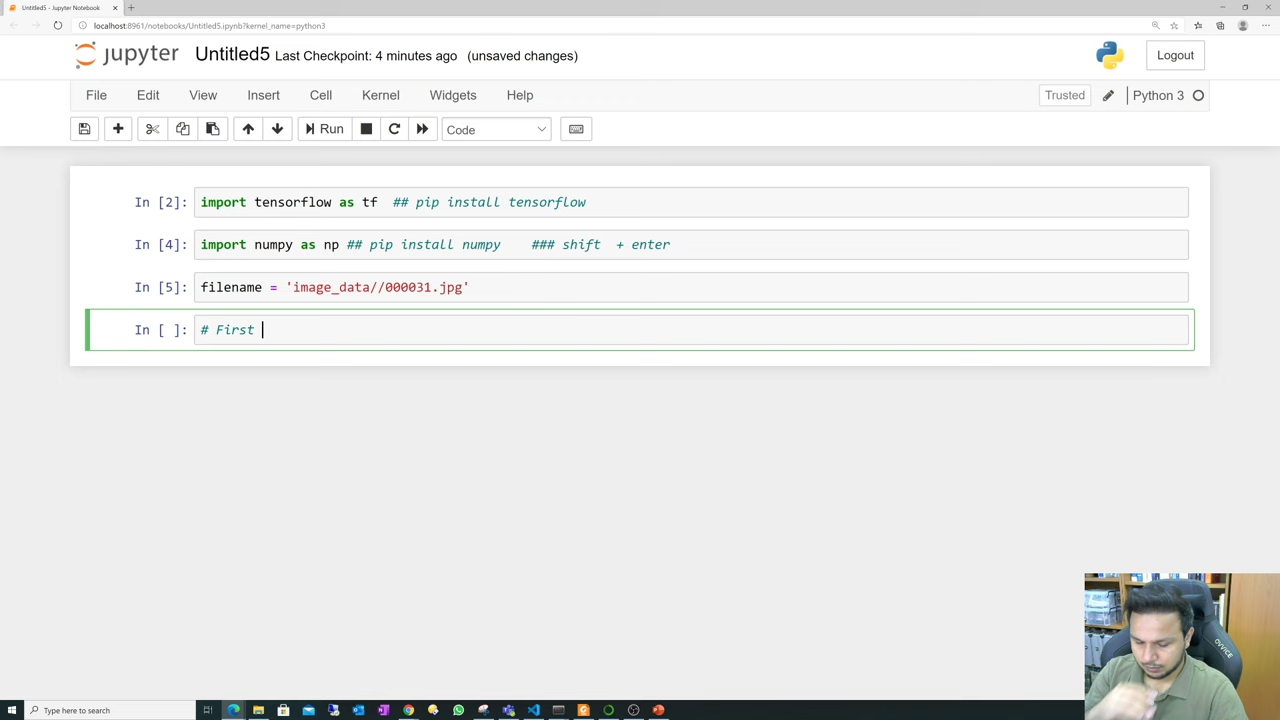 Untitled5 - Jupyter Notebook
localhost:8961/notebooks/Untitled5.ipynb?kernel_name=python3
jupyter Untitled5 Last Checkpoint: 4 minutes ago (unsaved changes) Logout
File Edit View Insert Cell Kernel Widgets Help Trusted Python 3
Run Code
In [2]: import tensorflow as tf ## pip install tensorflow
In [4]: import numpy as np ## pip install numpy ### shift + enter
In [5]: filename = 'image_data//000031.jpg'
In [ ]: # First
OVVICE
Type here to search